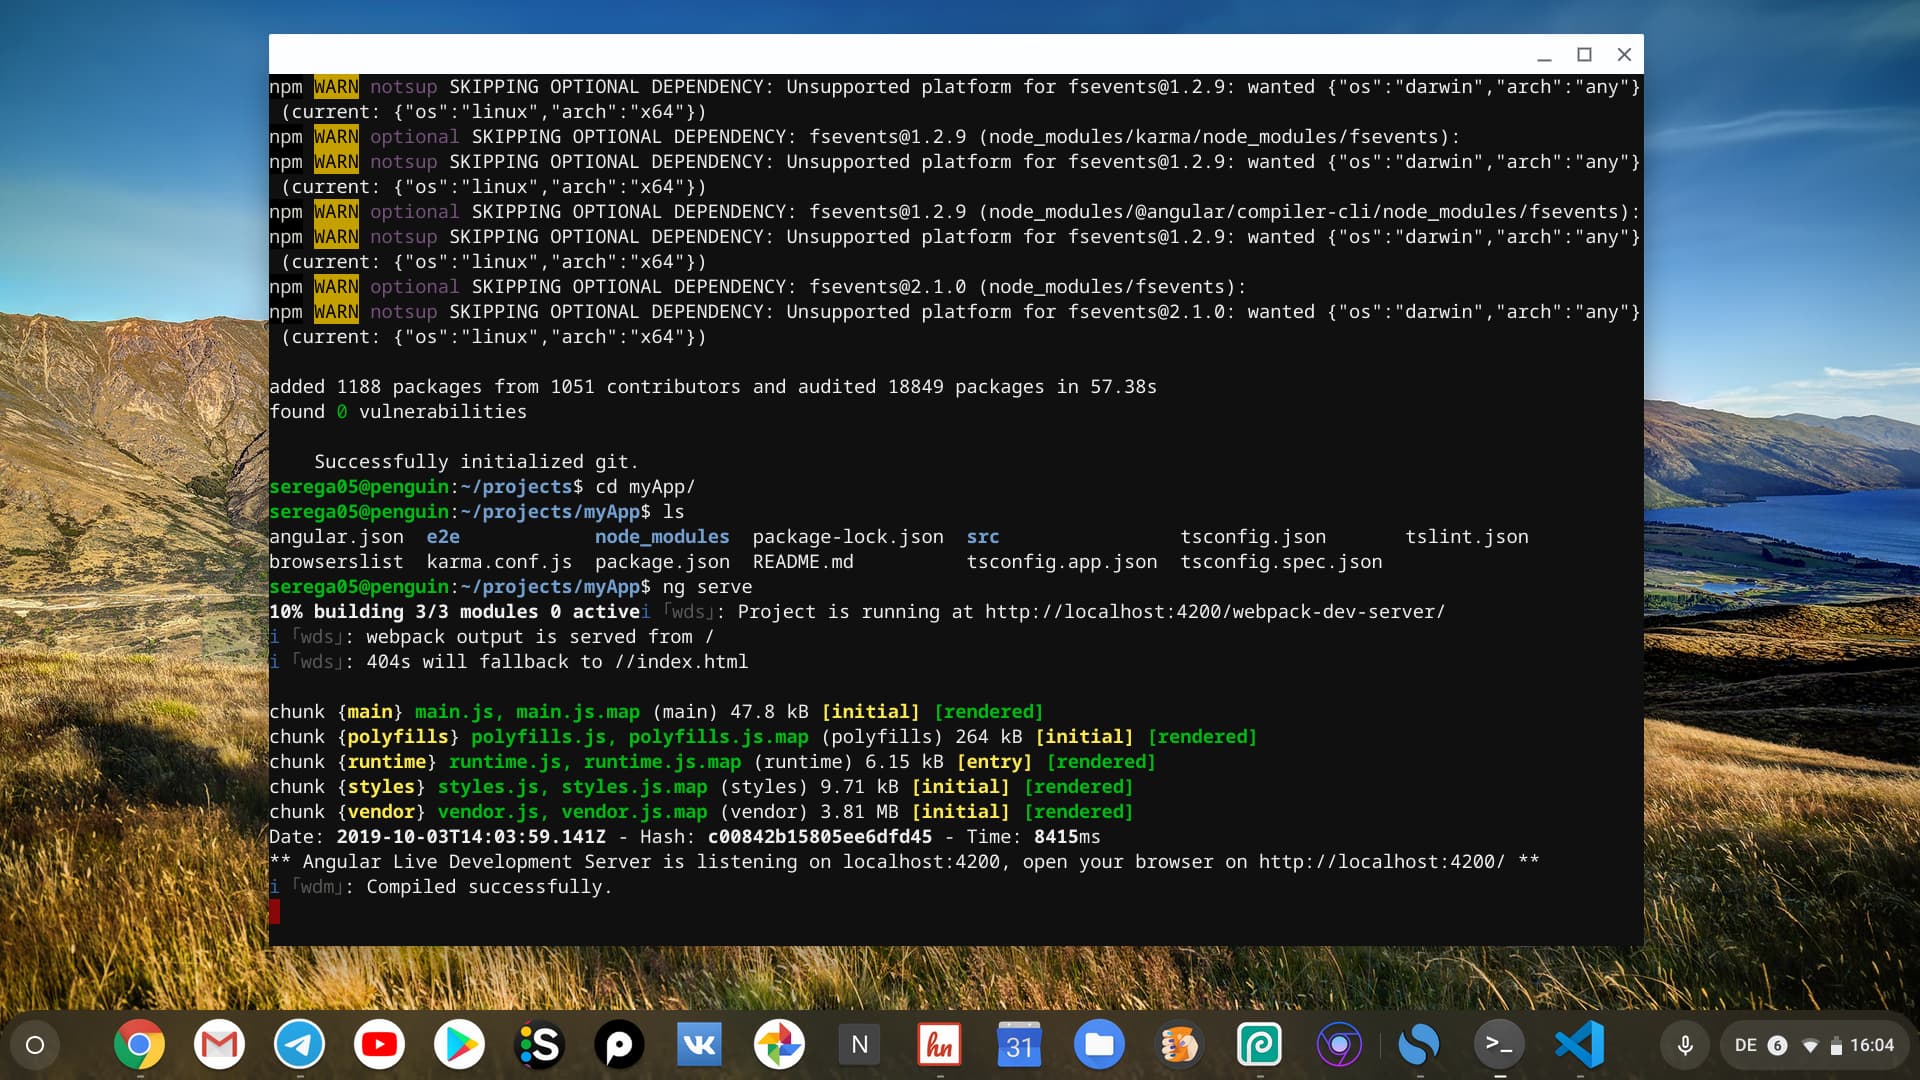 npm WARN notsup SKIPPING OPTIONAL DEPENDENCY: Unsupported platform for fsevents@1.2.9: wanted {"os":"darwin","arch":"any"}
(current: {"os":"linux","arch":"x64"})
npm WARN optional SKIPPING OPTIONAL DEPENDENCY: fsevents@1.2.9 (node_modules/karma/node_modules/fsevents):
npm WARN notsup SKIPPING OPTIONAL DEPENDENCY: Unsupported platform for fsevents@1.2.9: wanted {"os":"darwin","arch":"any"}
(current: {"os":"linux","arch":"x64"})
npm WARN optional SKIPPING OPTIONAL DEPENDENCY: fsevents@1.2.9 (node_modules/@angular/compiler-cli/node_modules/fsevents):
npm WARN notsup SKIPPING OPTIONAL DEPENDENCY: Unsupported platform for fsevents@1.2.9: wanted {"os":"darwin","arch":"any"}
(current: {"os":"linux","arch":"x64"})
npm WARN optional SKIPPING OPTIONAL DEPENDENCY: fsevents@2.1.0 (node_modules/fsevents):
npm WARN notsup SKIPPING OPTIONAL DEPENDENCY: Unsupported platform for fsevents@2.1.0: wanted {"os":"darwin","arch":"any"}
(current: {"os":"linux","arch":"x64"})
added 1188 packages from 1051 contributors and audited 18849 packages in 57.38s
found 0 vulnerabilities
Successfully initialized git.
serega05@penguin:~/projects$ cd myApp/
serega05@penguin:~/projects/myApp$ ls
angular.json e2e node_modules package-lock.json src tsconfig.json tslint.json
browserslist karma.conf.js package.json README.md tsconfig.app.json tsconfig.spec.json
serega05@penguin:~/projects/myApp$ ng serve
10% building 3/3 modules 0 activei ｢wds｣: Project is running at http://localhost:4200/webpack-dev-server/
i ｢wds｣: webpack output is served from /
i ｢wds｣: 404s will fallback to //index.html
chunk {main} main.js, main.js.map (main) 47.8 kB [initial] [rendered]
chunk {polyfills} polyfills.js, polyfills.js.map (polyfills) 264 kB [initial] [rendered]
chunk {runtime} runtime.js, runtime.js.map (runtime) 6.15 kB [entry] [rendered]
chunk {styles} styles.js, styles.js.map (styles) 9.71 kB [initial] [rendered]
chunk {vendor} vendor.js, vendor.js.map (vendor) 3.81 MB [initial] [rendered]
Date: 2019-10-03T14:03:59.141Z - Hash: c00842b15805ee6dfd45 - Time: 8415ms
** Angular Live Development Server is listening on localhost:4200, open your browser on http://localhost:4200/ **
i ｢wdm｣: Compiled successfully.
S N hn 31 >_ DE 6 16:04